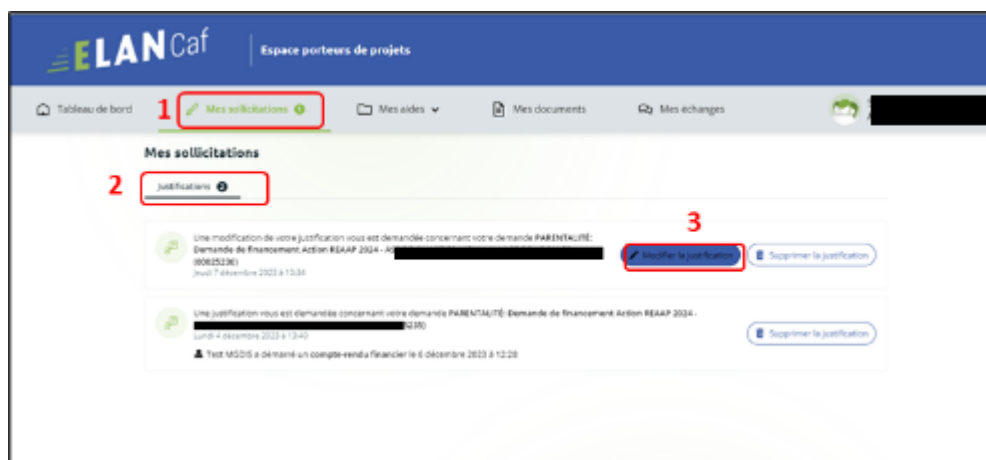 ELAN Caf
Espace porteurs de projets
Tableau de bord
1
Mes sollicitations
Mes aides
Mes documents
Mes échanges
Mes sollicitations
2
Justifications 2
3
Une modification de votre justification vous est demandée concernant votre demande PARENTALITÉ:
Demande de financement Action REAAP 2024 -
(00025230)
Jeudi 7 décembre 2023 à
Modifier la justification
Supprimer la justification
Une justification vous est demandée concernant votre demande PARENTALITÉ: Demande de financement Action REAAP 2024 -
Lundi 4 décembre 2023 à 13:40
Test MGDIS a démarré un compte-rendu financier le 6 décembre 2023 à 12:28
Supprimer la justification